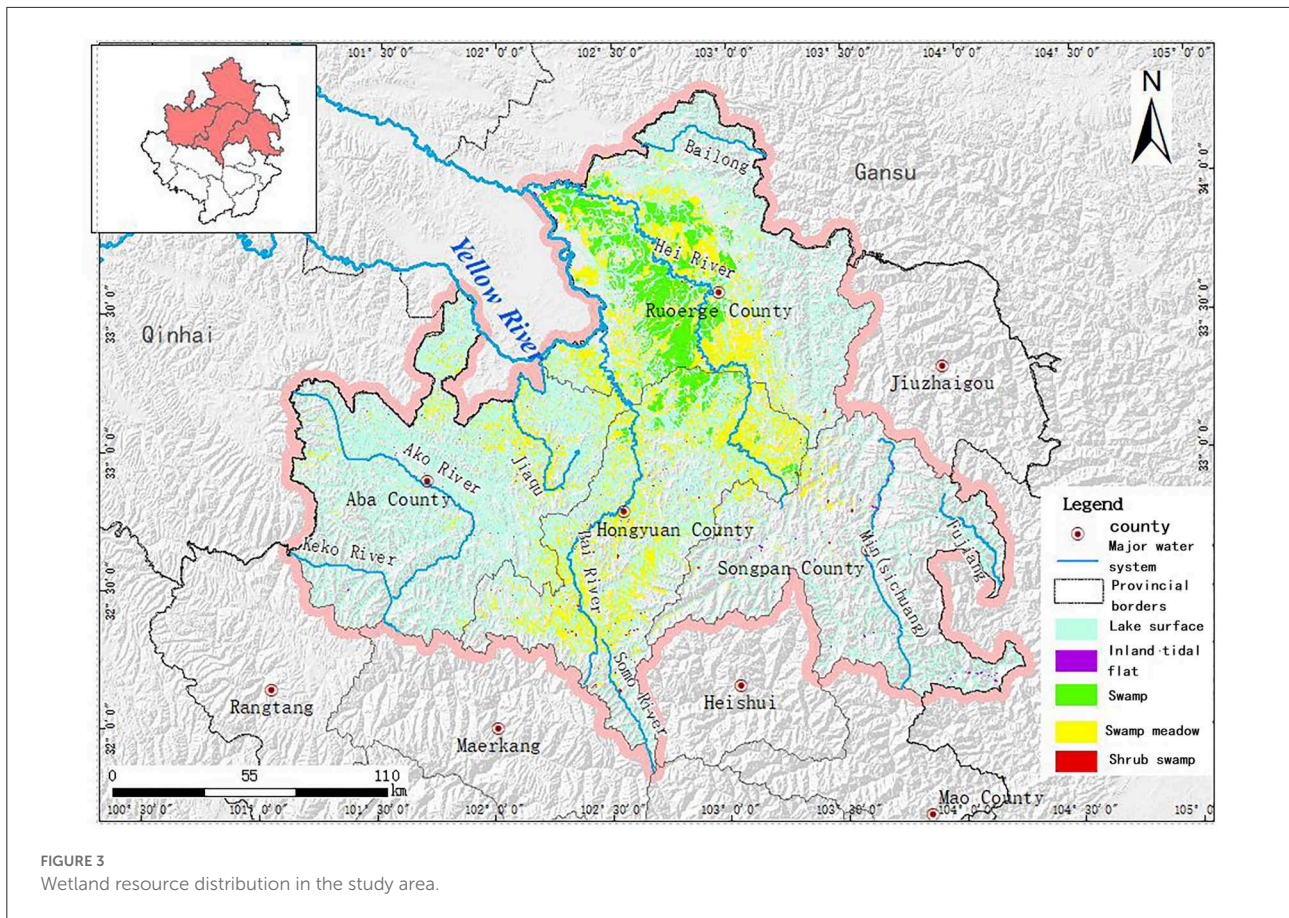 101° 30′ 0″
102° 0′ 0″
102° 30′ 0″
103° 0′ 0″
103° 30′ 0″
104° 0′ 0″
104° 30′ 0″
105° 0′ 0″
N
Bailong
Gansu
34° 0′ 0″
34° 0′ 0″
Hei River
Yellow River
Ruoerge County
33° 30′ 0″
33° 30′ 0″
Qinhai
Jiuzhaigou
33° 0′ 0″
33° 0′ 0″
Ako River
Jiaqu
Aba County
Hongyuan County
Keko River
Bai River
Songpan County
Min(sichuang)
Fujiang
32° 30′ 0″
Somo River
Rangtang
Heishui
Maerkang
32° 0′ 0″
Mao County
Legend
county
Major water
system
Provincial
borders
Lake surface
Inland tidal
flat
Swamp
Swamp meadow
Shrub swamp
0 55 110
km
100° 30′ 0″
101° 0′ 0″
101° 30′ 0″
102° 0′ 0″
102° 30′ 0″
103° 0′ 0″
103° 30′ 0″
104° 0′ 0″
104° 30′ 0″
105° 0
FIGURE 3
Wetland resource distribution in the study area.